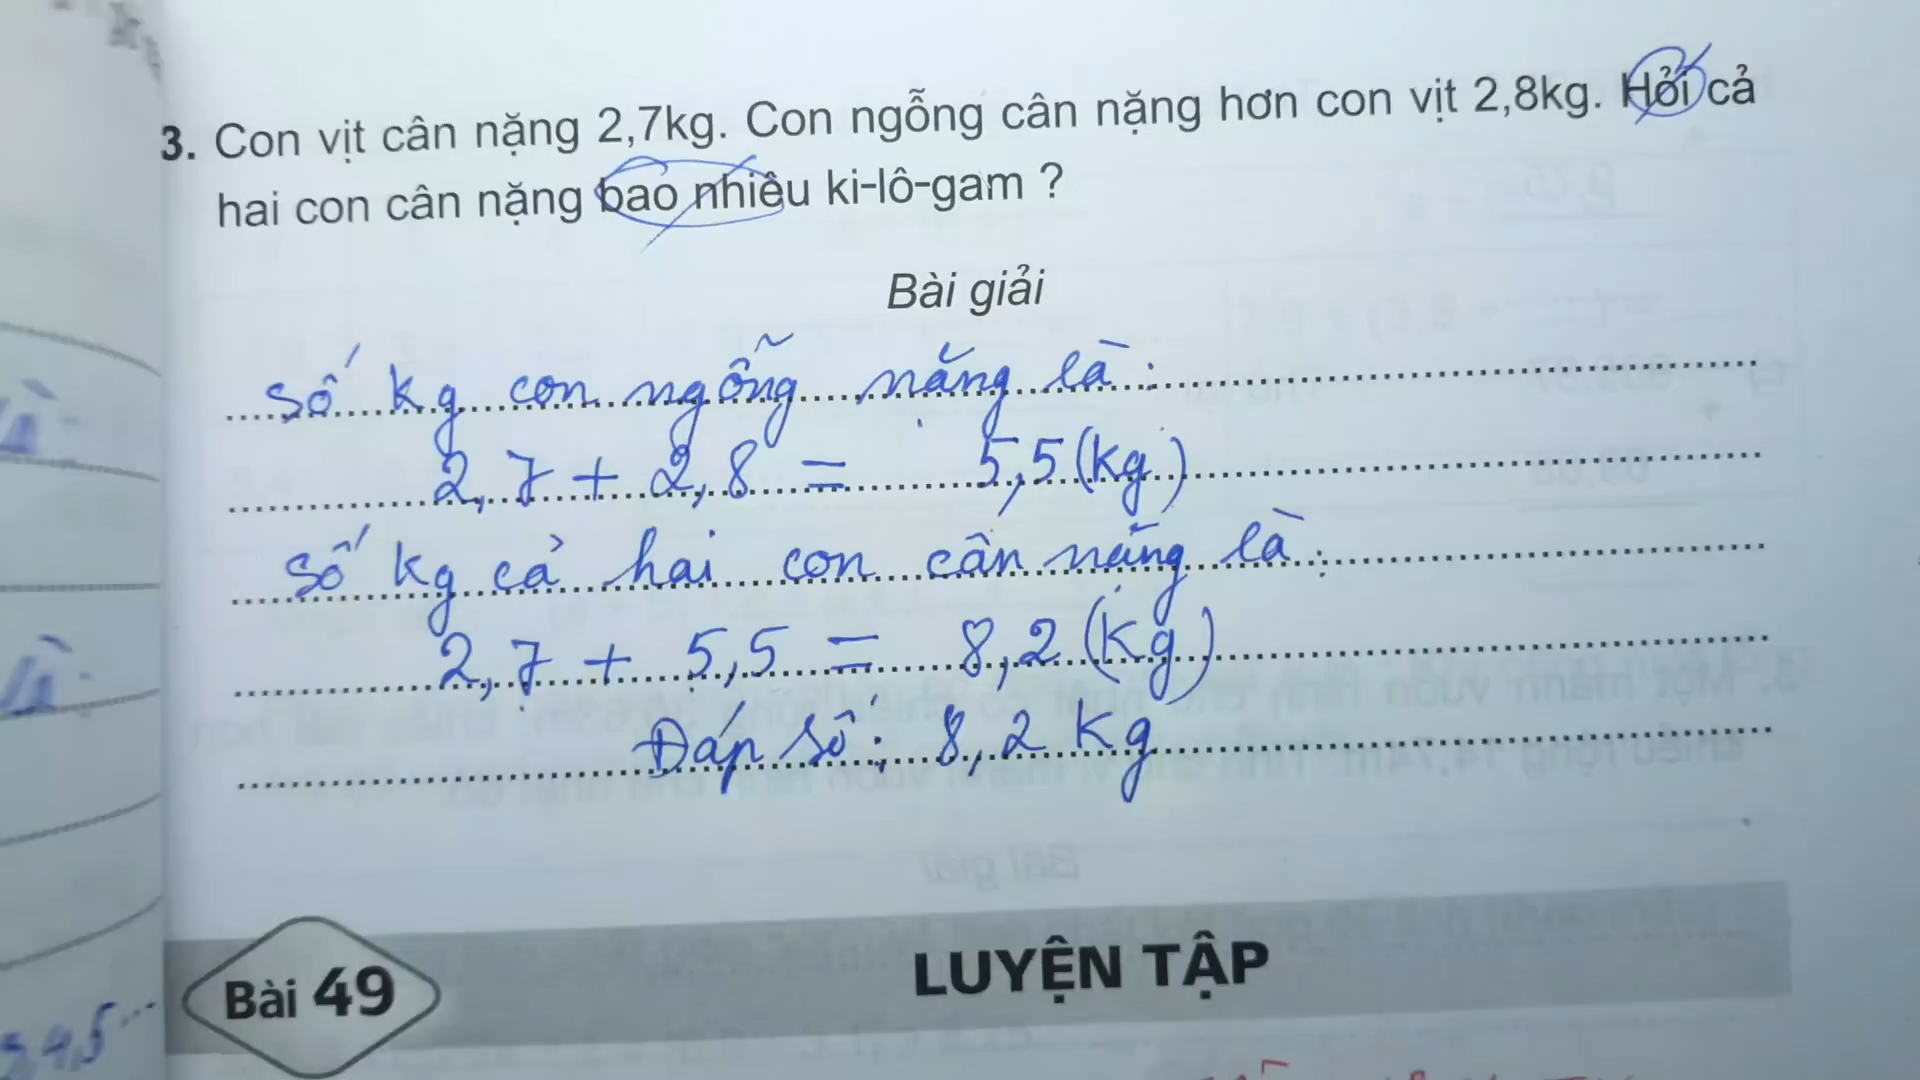 3. Con vịt cân nặng 2,7kg. Con ngỗng cân nặng hơn con vịt 2,8kg. Hỏi cả
hai con cân nặng bao nhiêu ki-lô-gam ?
Bài giải
Số kg con ngỗng nặng là:
2,7 + 2,8 = 5,5 (kg)
Số kg cả hai con cân nặng là:
2,7 + 5,5 = 8,2 (kg)
Đáp số: 8,2 kg
Bài 49 LUYỆN TẬP